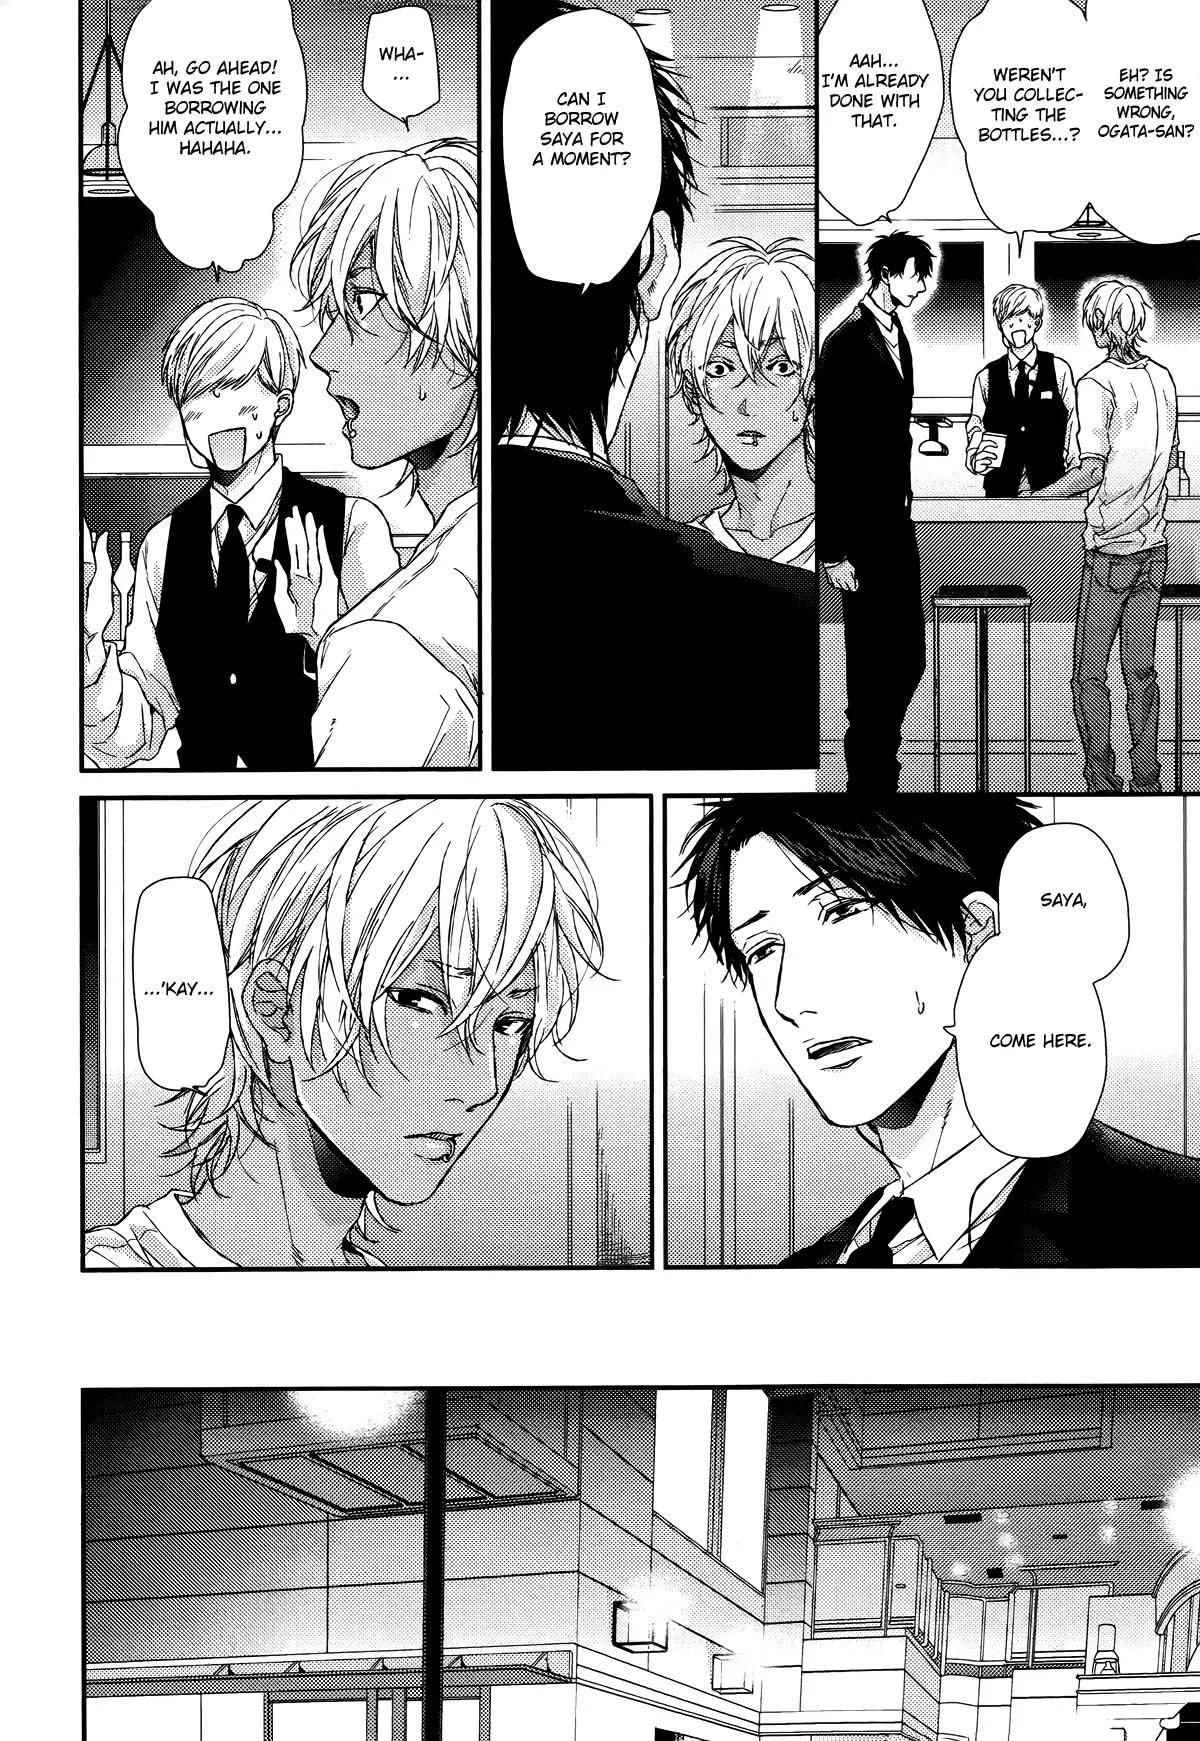 EH? IS
SOMETHING
WRONG,
OGATA-SAN?
WEREN'T
YOU COLLEC-
TING THE
BOTTLES...?
AAH...
I'M ALREADY
DONE WITH
THAT.
CAN I
BORROW
SAYA FOR
A MOMENT?
WHA-
...
AH, GO AHEAD!
I WAS THE ONE
BORROWING
HIM ACTUALLY...
HAHAHA.
SAYA,
COME HERE.
...'KAY...